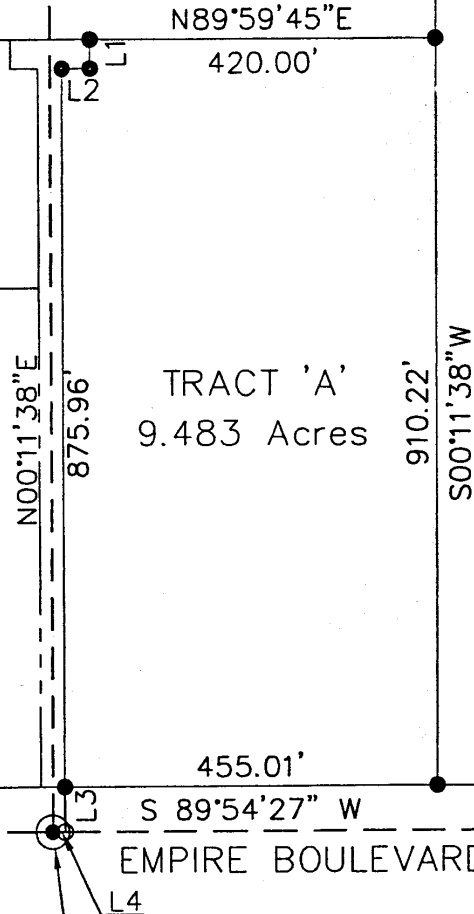 N89°59'45"E
420.00'
L1
L2
N00°11'38"E
875.96'
TRACT 'A'
9.483 Acres
910.22'
S00°11'38"W
455.01'
L3
S 89°54'27" W
EMPIRE BOULEVARD
L4